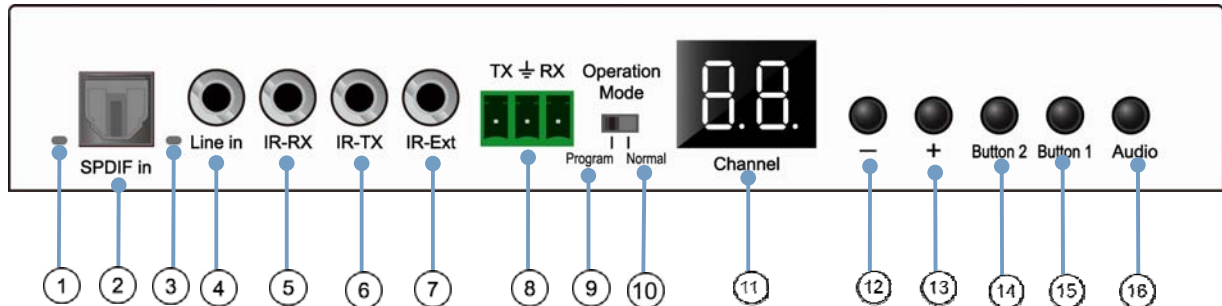 TX ⏚ RX
Operation
Mode
8.8.
SPDIF in
Line in
IR-RX
IR-TX
IR-Ext
Program
Normal
Channel
–
+
Button 2
Button 1
Audio
1
2
3
4
5
6
7
8
9
10
11
12
13
14
15
16